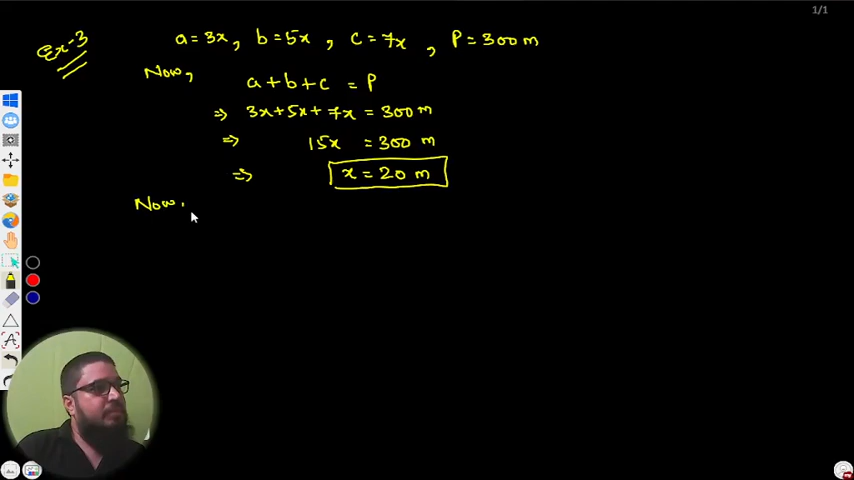 1/1
Ex-3
a = 3x, b = 5x, c = 7x, P = 300 m
Now,
a + b + c = P
⇒ 3x + 5x + 7x = 300 m
⇒ 15x = 300 m
⇒ x = 20 m
Now,